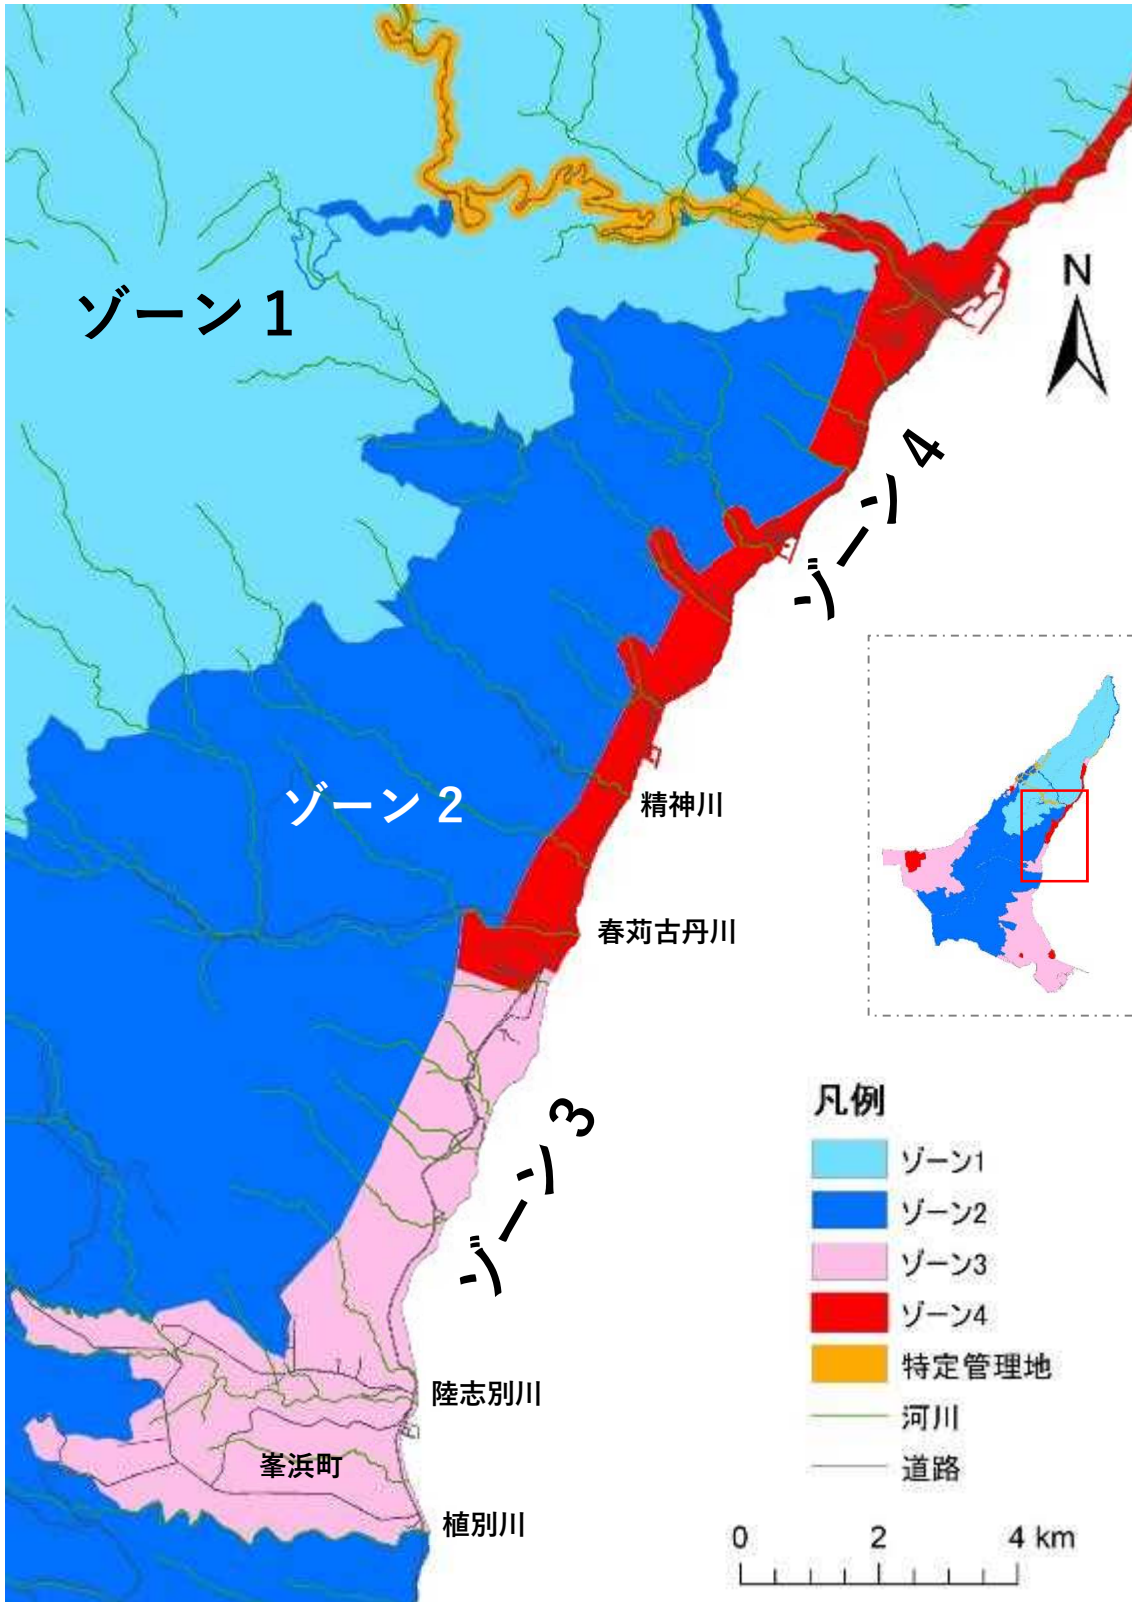 ゾーン 1
N
ゾーン 4
ゾーン 2
精神川
春苅古丹川
ゾーン 3
陸志別川
峯浜町
植別川
凡例
ゾーン1
ゾーン2
ゾーン3
ゾーン4
特定管理地
河川
道路
0 2 4 km